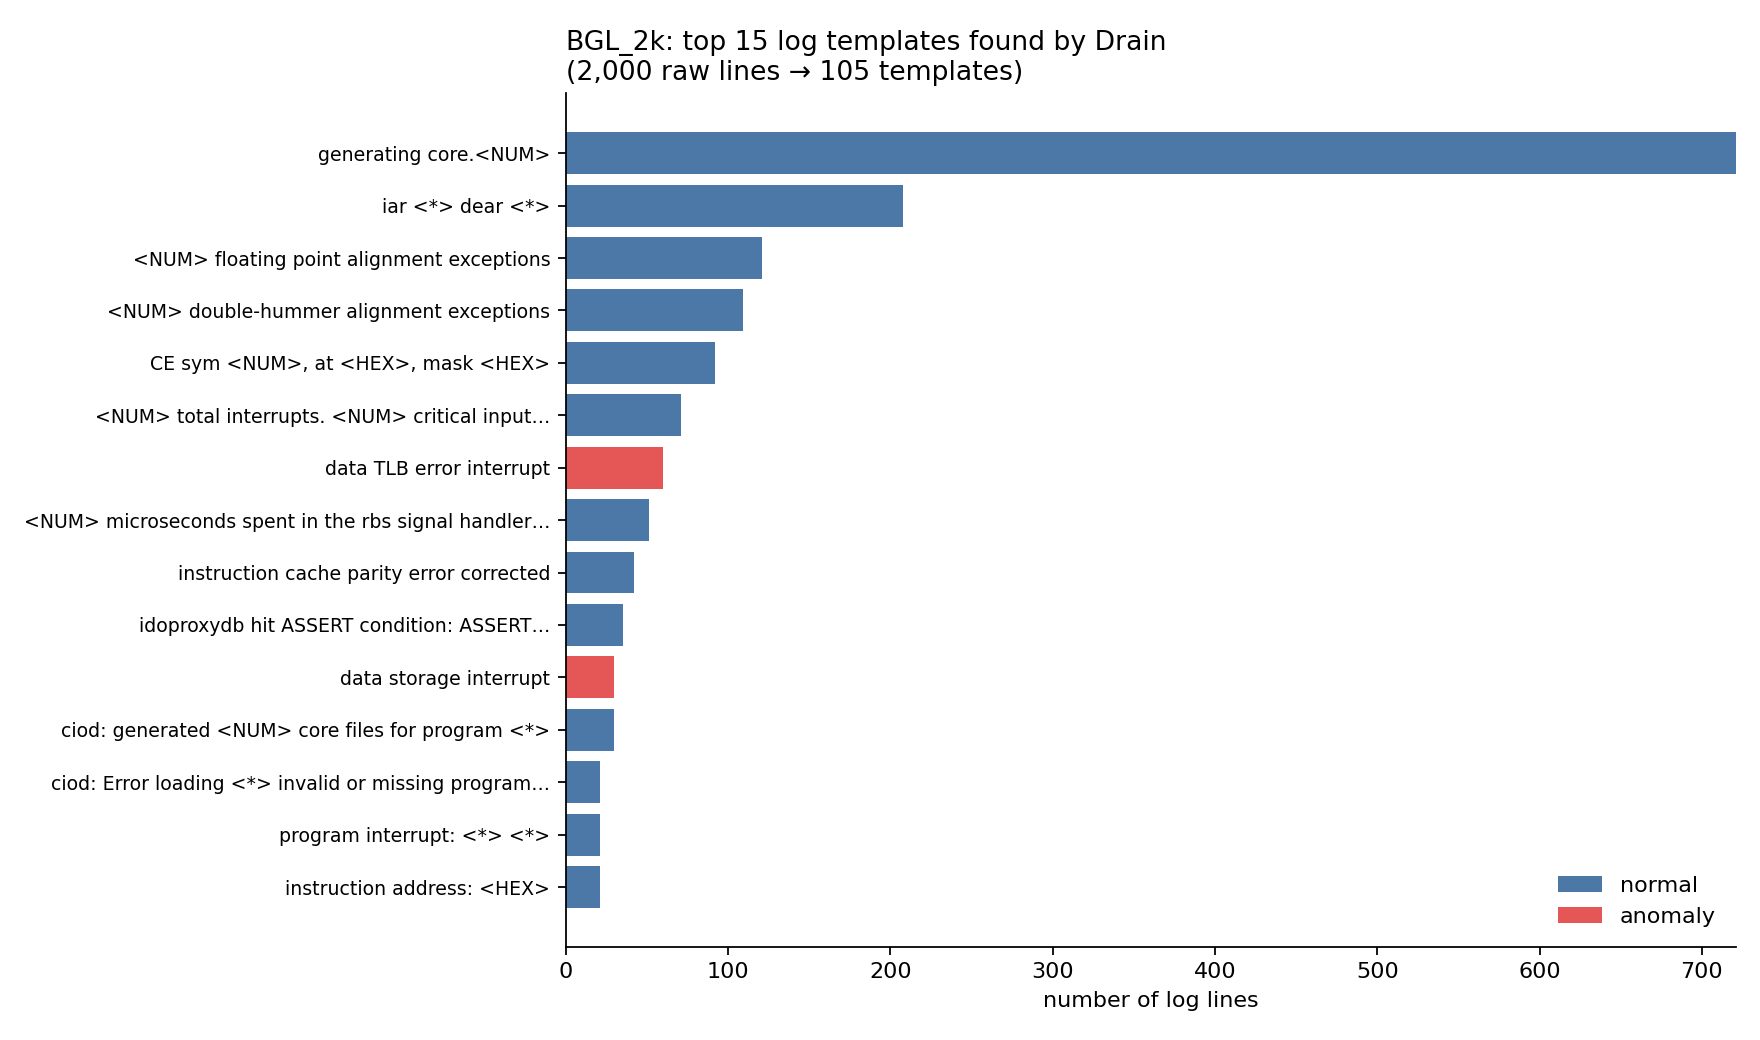 BGL_2k: top 15 log templates found by Drain
(2,000 raw lines → 105 templates)
generating core.<NUM>
iar <*> dear <*>
<NUM> floating point alignment exceptions
<NUM> double-hummer alignment exceptions
CE sym <NUM>, at <HEX>, mask <HEX>
<NUM> total interrupts. <NUM> critical input…
data TLB error interrupt
<NUM> microseconds spent in the rbs signal handler…
instruction cache parity error corrected
idoproxydb hit ASSERT condition: ASSERT…
data storage interrupt
ciod: generated <NUM> core files for program <*>
ciod: Error loading <*> invalid or missing program…
program interrupt: <*> <*>
instruction address: <HEX>
normal
anomaly
0 100 200 300 400 500 600 700
number of log lines